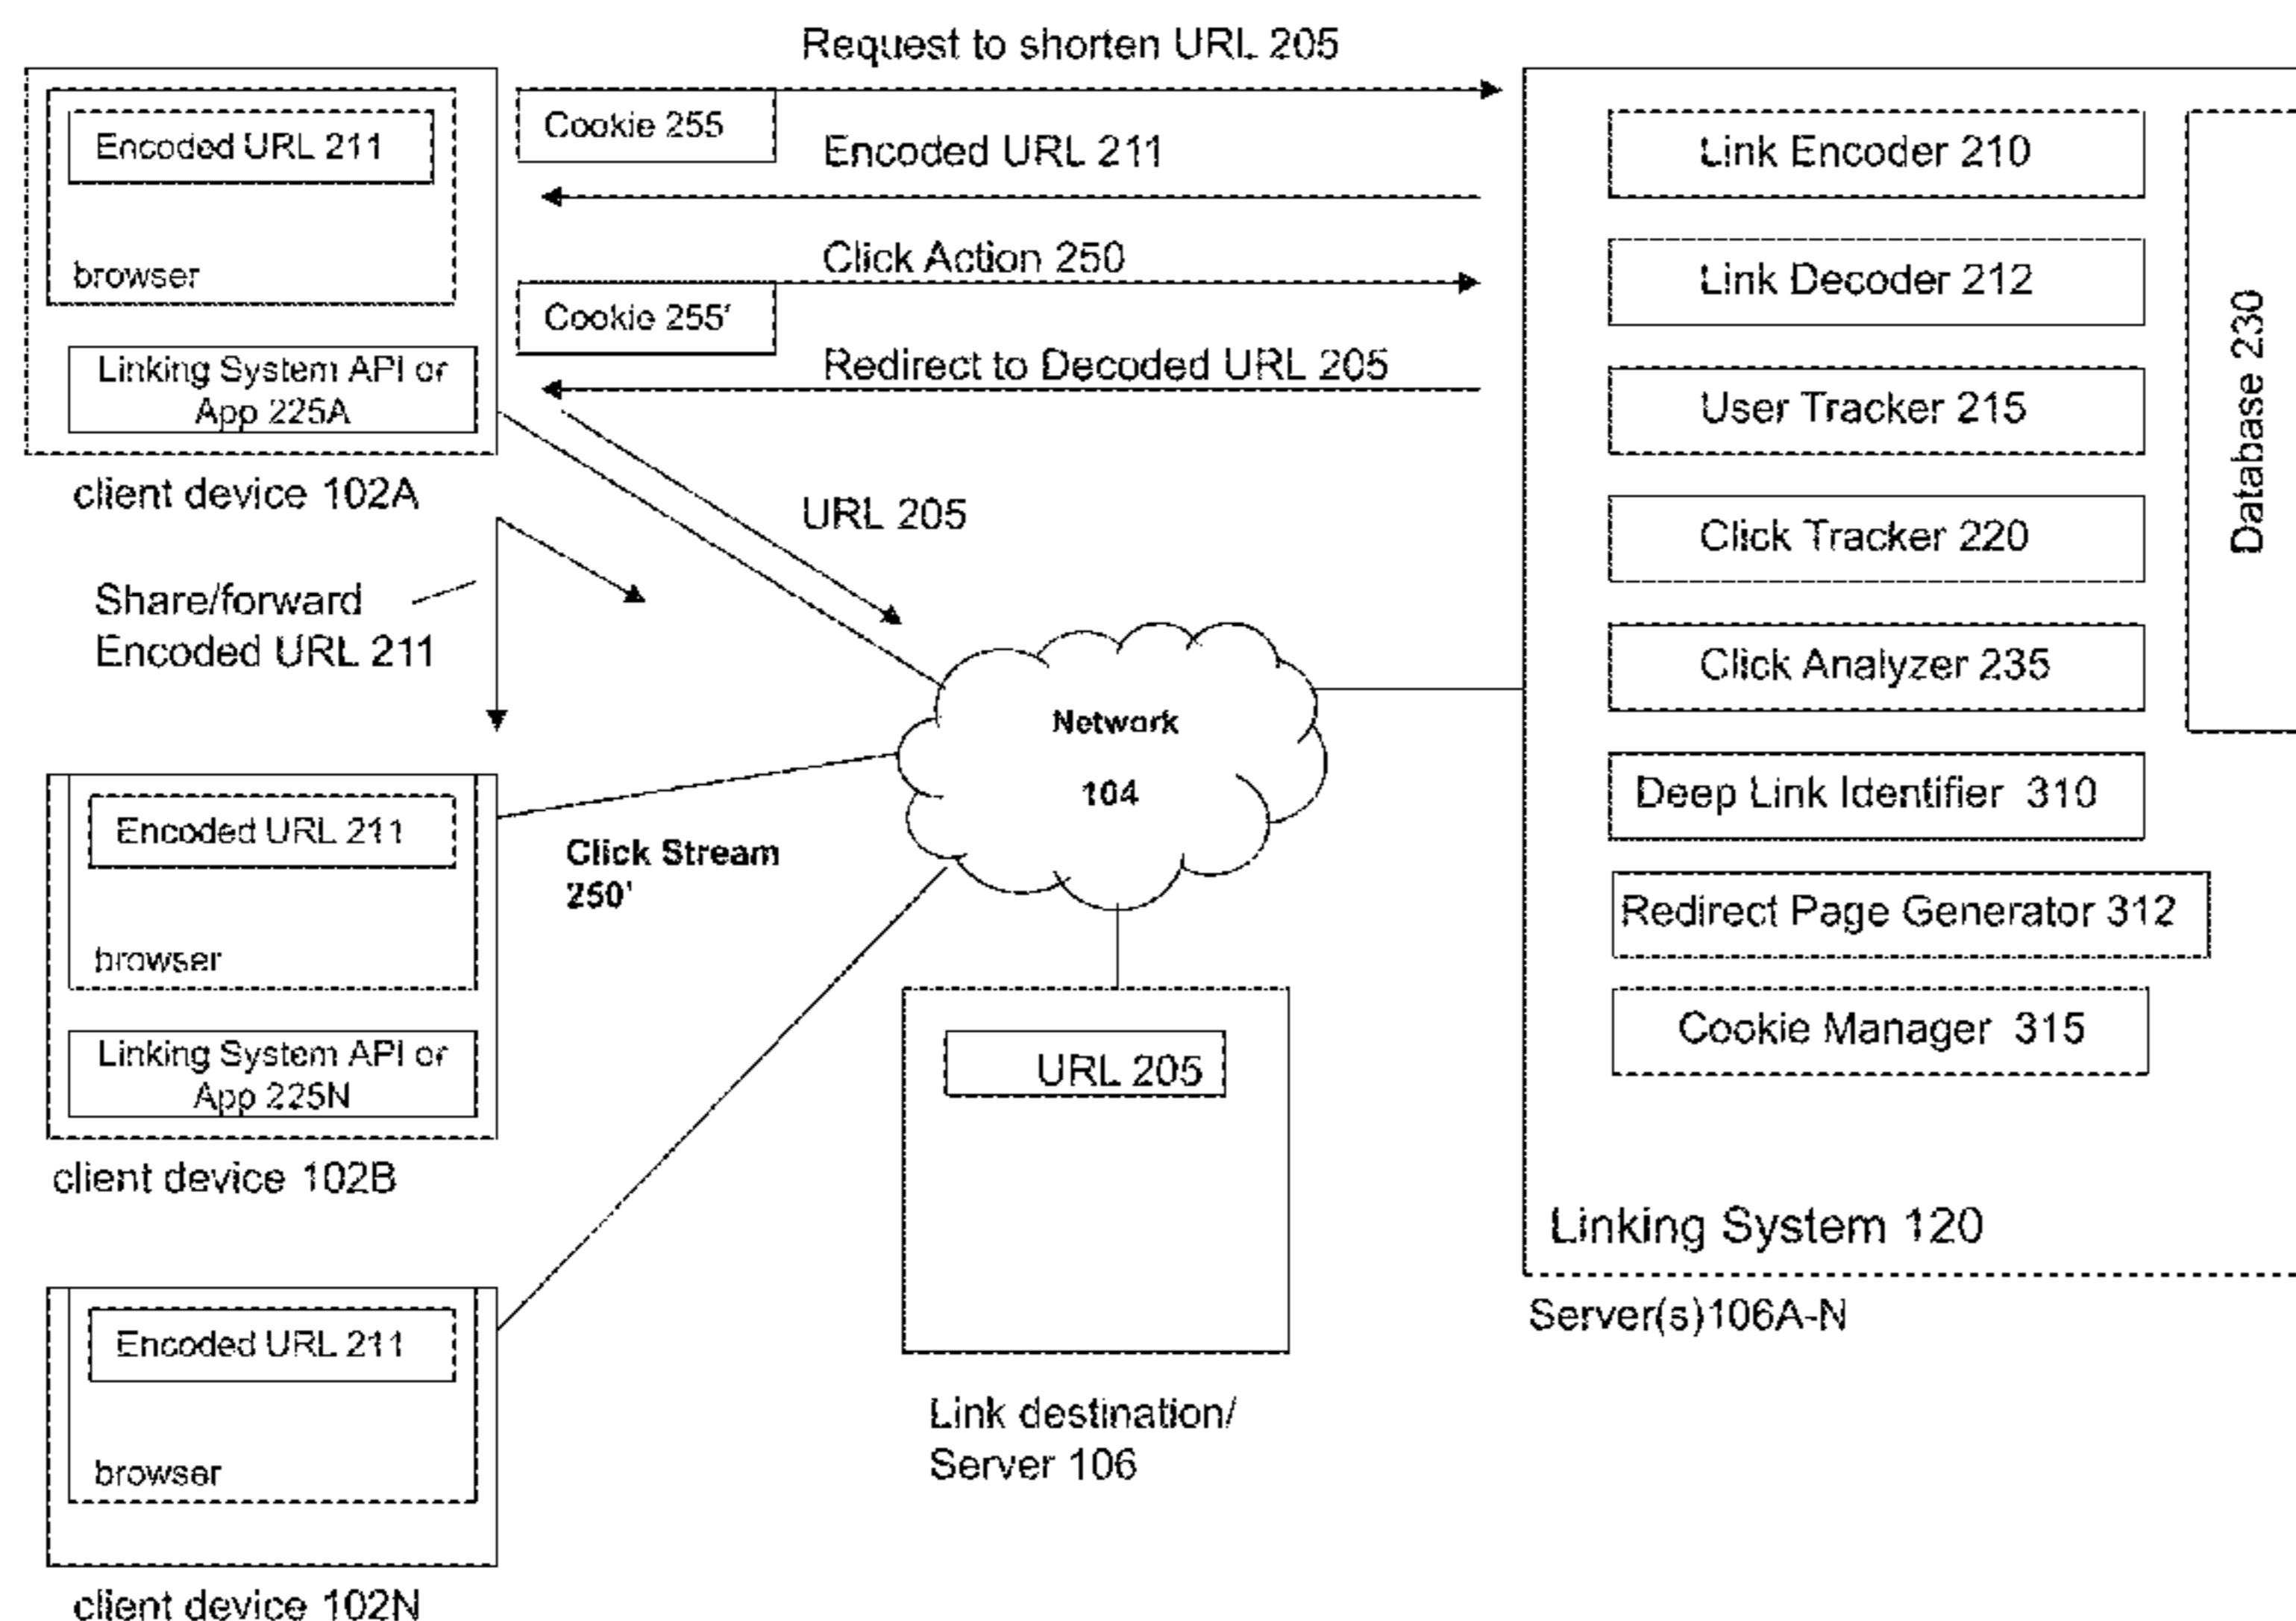 Request to shorten URL 205
Cookie 255
Encoded URL 211
Click Action 250
Cookie 255'
Redirect to Decoded URL 205
Encoded URL 211
browser
Linking System API or
App 225A
client device 102A
URL 205
Share/forward
Encoded URL 211
Encoded URL 211
browser
Linking System API or
App 225N
client device 102B
Click Stream
250'
Network
104
Encoded URL 211
browser
client device 102N
URL 205
Link destination/
Server 106
Link Encoder 210
Link Decoder 212
User Tracker 215
Click Tracker 220
Click Analyzer 235
Deep Link Identifier 310
Redirect Page Generator 312
Cookie Manager 315
Database 230
Linking System 120
Server(s)106A-N